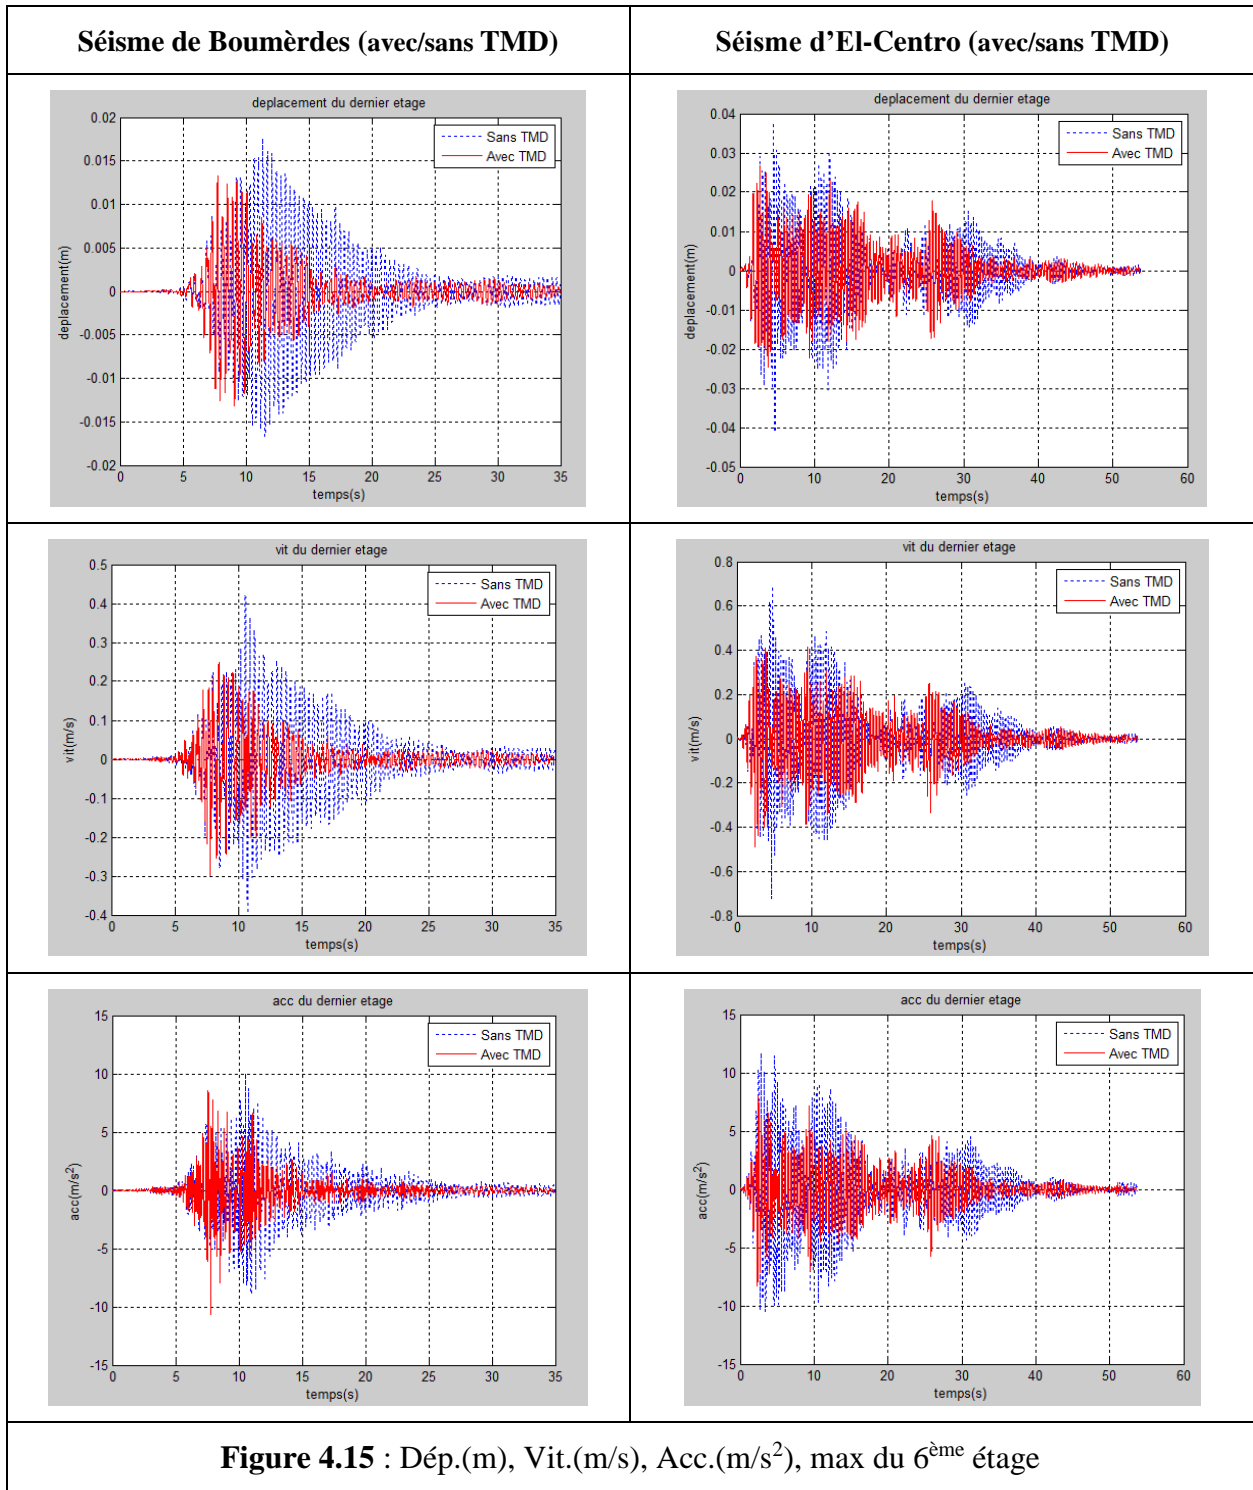 Séisme de Boumèrdes (avec/sans TMD)
Séisme d'El-Centro (avec/sans TMD)
deplacement du dernier etage
0.02
0.015
0.01
0.005
0
-0.005
-0.01
-0.015
-0.02
deplacement(m)
Sans TMD
Avec TMD
0 5 10 15 20 25 30 35
temps(s)
deplacement du dernier etage
0.04
0.03
0.02
0.01
0
-0.01
-0.02
-0.03
-0.04
-0.05
deplacement(m)
Sans TMD
Avec TMD
0 10 20 30 40 50 60
temps(s)
vit du dernier etage
0.5
0.4
0.3
0.2
0.1
0
-0.1
-0.2
-0.3
-0.4
vit(m/s)
Sans TMD
Avec TMD
0 5 10 15 20 25 30 35
temps(s)
vit du dernier etage
0.8
0.6
0.4
0.2
0
-0.2
-0.4
-0.6
-0.8
vit(m/s)
Sans TMD
Avec TMD
0 10 20 30 40 50 60
temps(s)
acc du dernier etage
15
10
5
0
-5
-10
-15
acc(m/s²)
Sans TMD
Avec TMD
0 5 10 15 20 25 30 35
temps(s)
acc du dernier etage
15
10
5
0
-5
-10
-15
acc(m/s²)
Sans TMD
Avec TMD
0 10 20 30 40 50 60
temps(s)
Figure 4.15 : Dép.(m), Vit.(m/s), Acc.(m/s²), max du 6ème étage